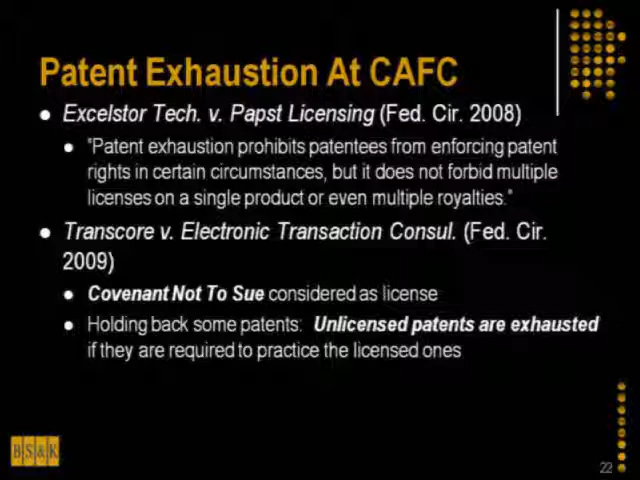 Patent Exhaustion At CAFC
Excelstor Tech. v. Papst Licensing (Fed. Cir. 2008)
"Patent exhaustion prohibits patentees from enforcing patent
rights in certain circumstances, but it does not forbid multiple
licenses on a single product or even multiple royalties."
Transcore v. Electronic Transaction Consul. (Fed. Cir.
2009)
Covenant Not To Sue considered as license
Holding back some patents: Unlicensed patents are exhausted
if they are required to practice the licensed ones
BS&K
22